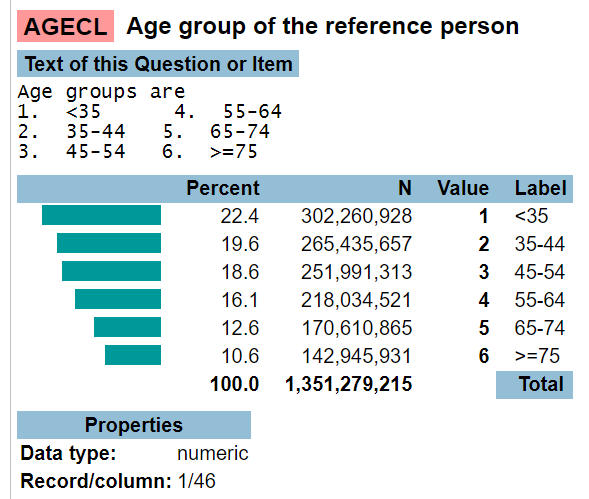 AGECL Age group of the reference person
Text of this Question or Item
Age groups are
1. <35 4. 55-64
2. 35-44 5. 65-74
3. 45-54 6. >=75
Percent N Value Label
22.4 302,260,928 1 <35
19.6 265,435,657 2 35-44
18.6 251,991,313 3 45-54
16.1 218,034,521 4 55-64
12.6 170,610,865 5 65-74
10.6 142,945,931 6 >=75
100.0 1,351,279,215 Total
Properties
Data type: numeric
Record/column: 1/46